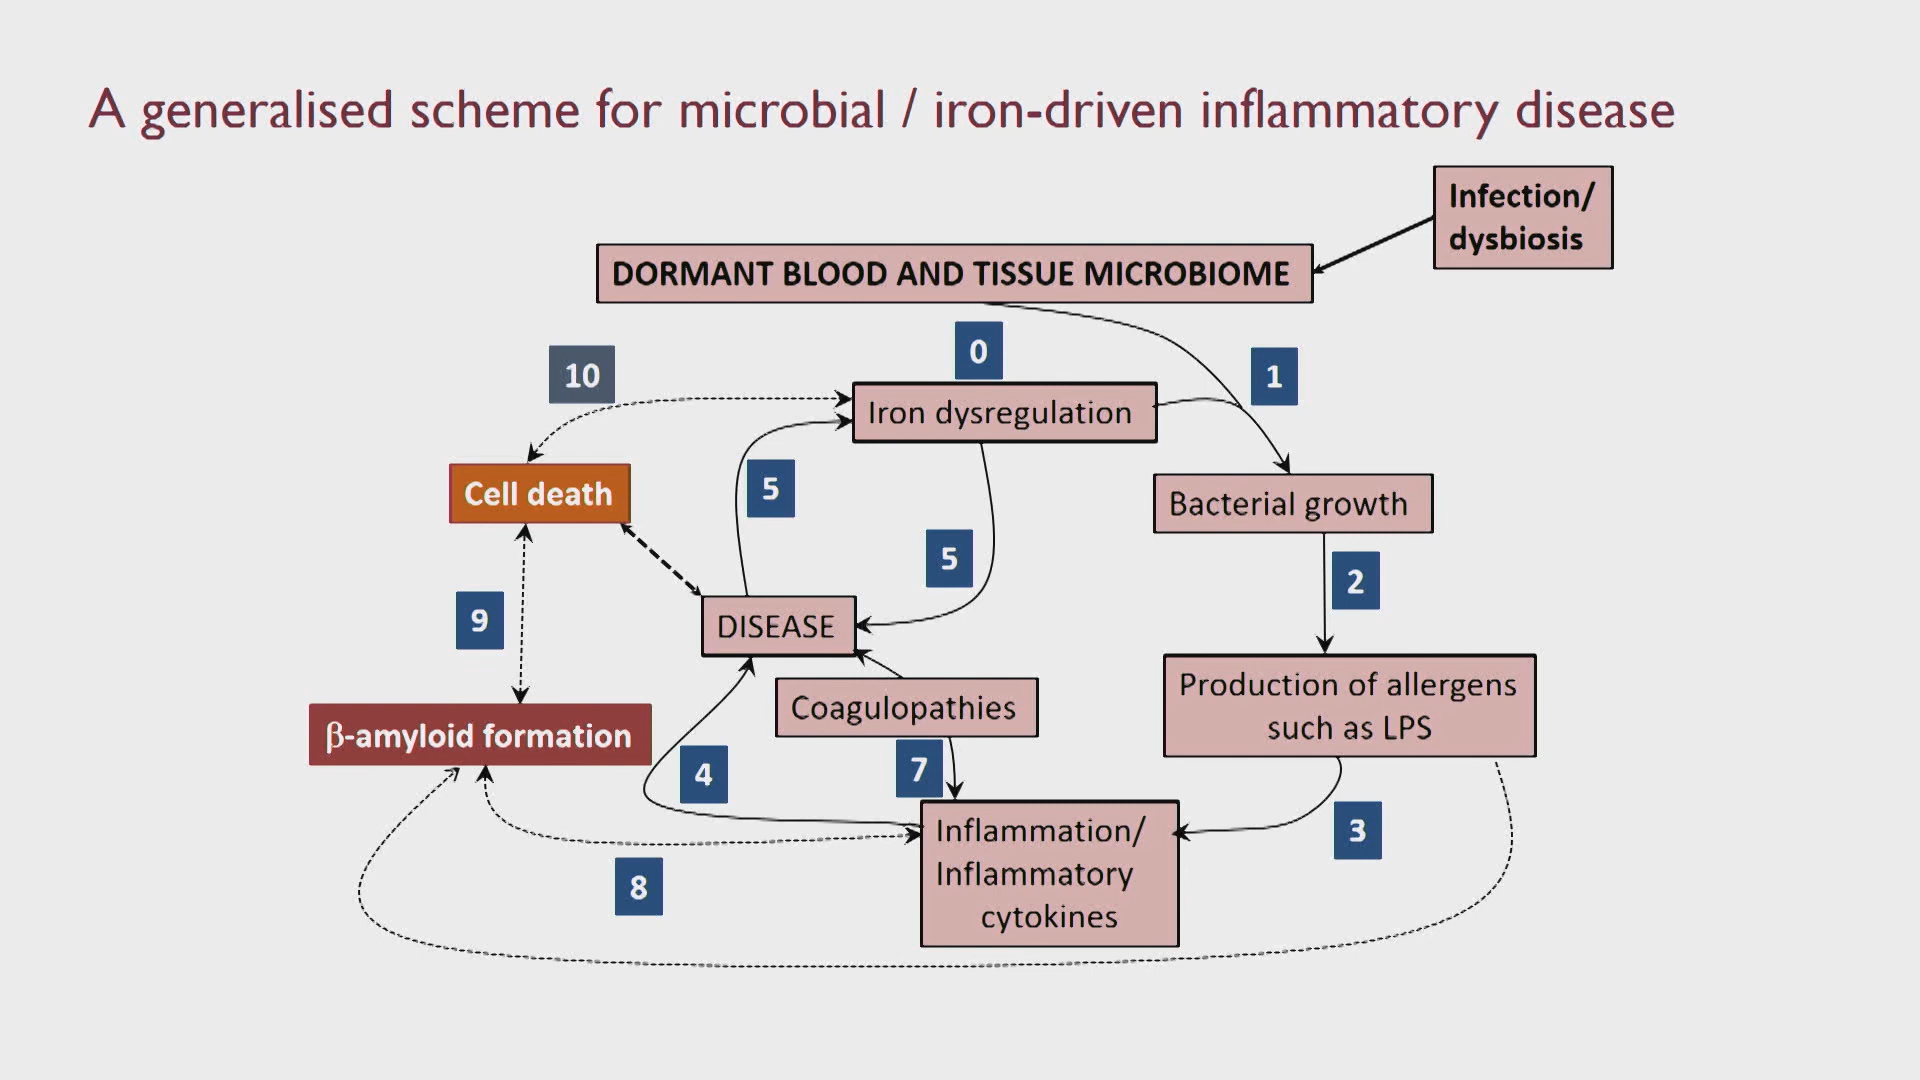 A generalised scheme for microbial / iron-driven inflammatory disease
Infection/
dysbiosis
DORMANT BLOOD AND TISSUE MICROBIOME
0
10
1
Iron dysregulation
5
Cell death
Bacterial growth
5
2
9
DISEASE
Production of allergens
such as LPS
Coagulopathies
β-amyloid formation
4
7
3
Inflammation/
Inflammatory
cytokines
8